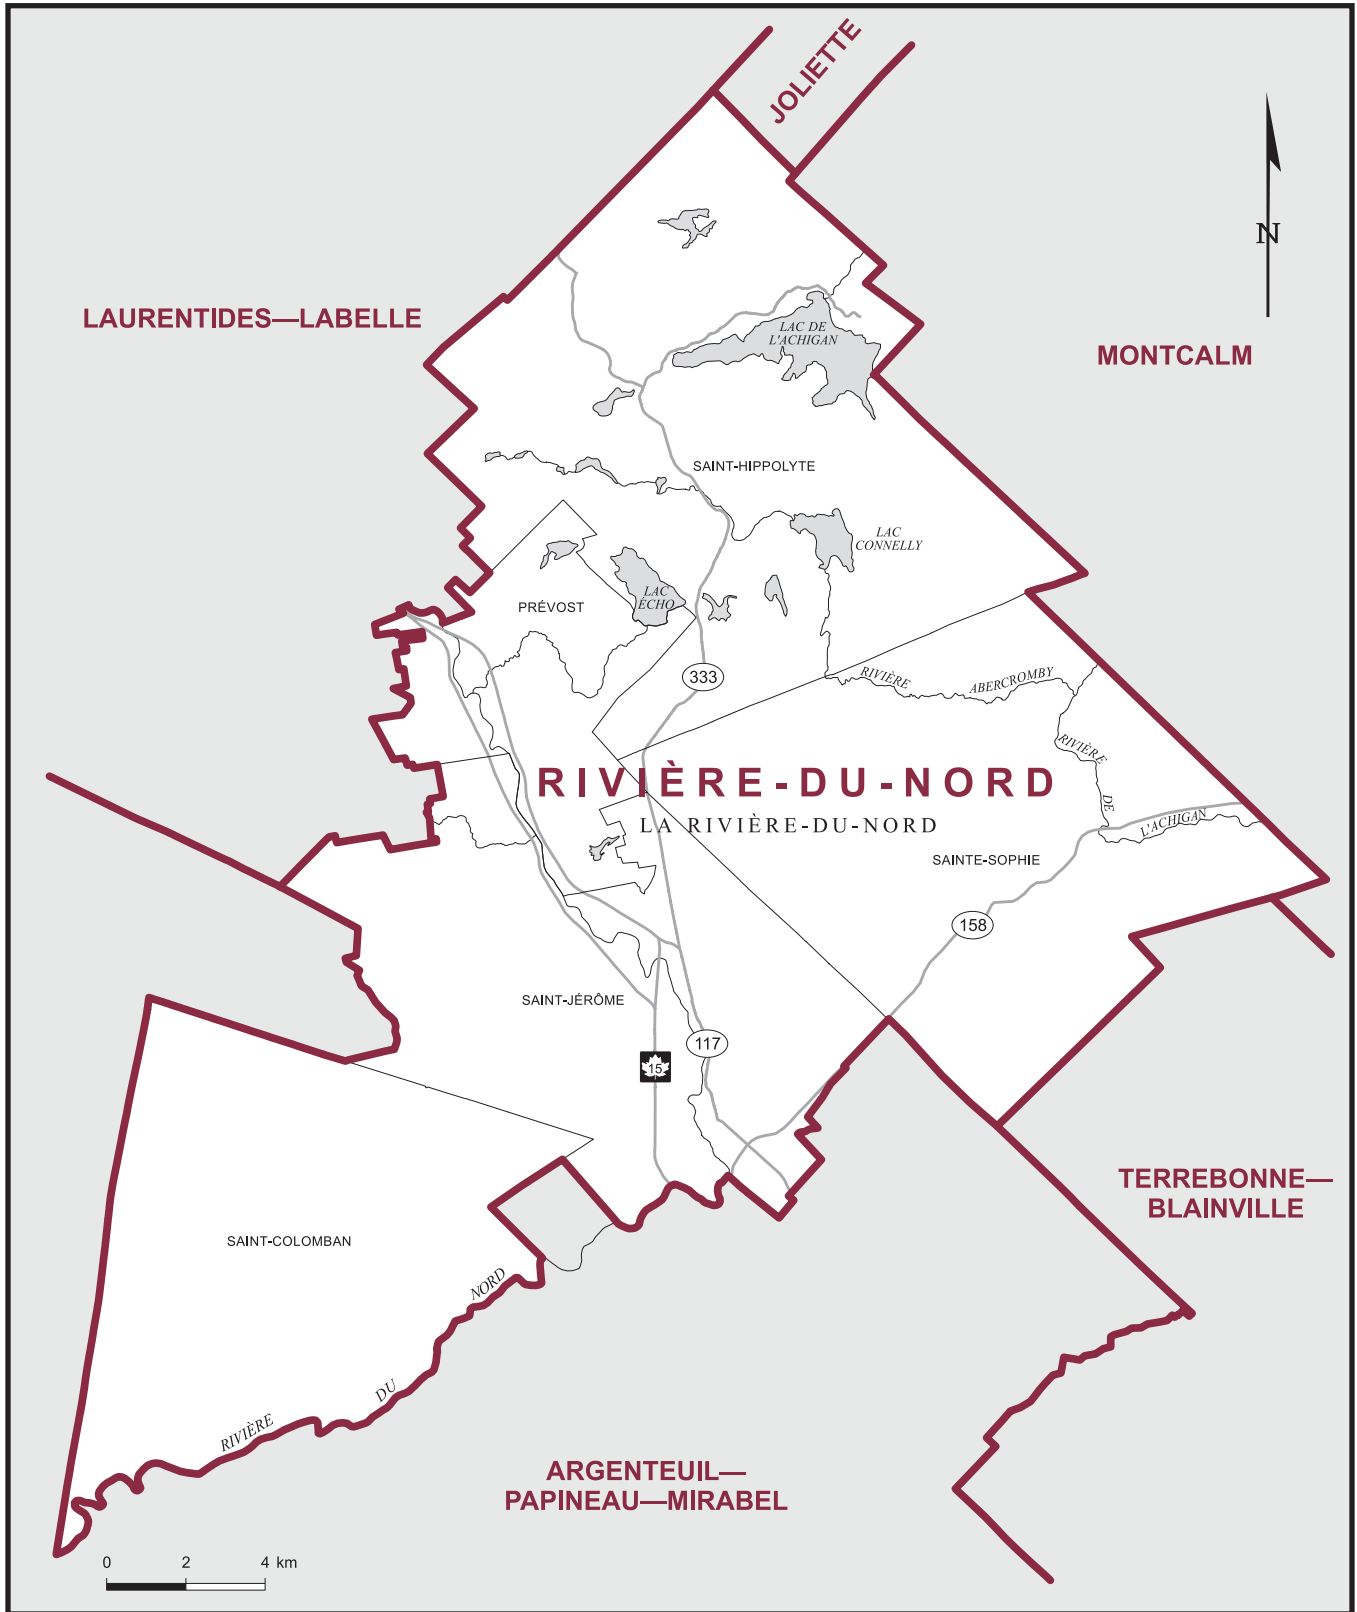 JOLIETTE
N
LAURENTIDES—LABELLE
MONTCALM
LAC DE
L'ACHIGAN
SAINT-HIPPOLYTE
LAC
CONNELLY
LAC
ÉCHO
PRÉVOST
333
RIVIÈRE ABERCROMBY
RIVIÈRE DE L'ACHIGAN
RIVIÈRE-DU-NORD
LA RIVIÈRE-DU-NORD
SAINTE-SOPHIE
158
SAINT-JÉRÔME
117
15
TERREBONNE—
BLAINVILLE
SAINT-COLOMBAN
RIVIÈRE DU NORD
ARGENTEUIL—
PAPINEAU—MIRABEL
0 2 4 km